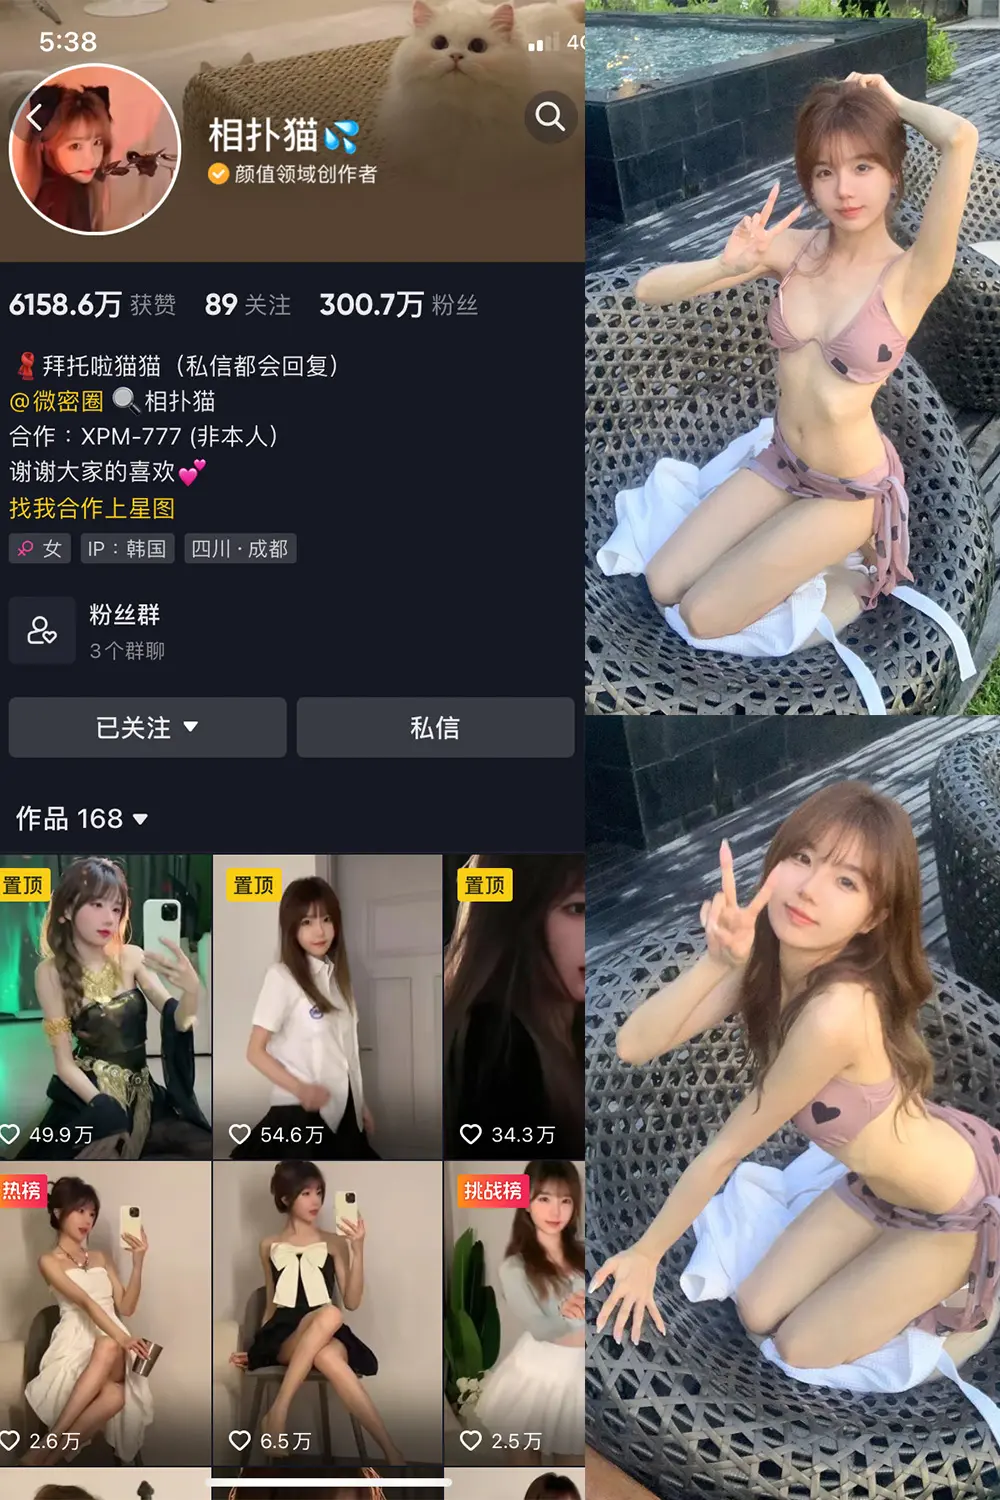 5:38
4G
相扑猫💦
颜值领域创作者
6158.6万 获赞 89 关注 300.7万 粉丝
🧣拜托啦猫猫（私信都会回复）
@微密圈 🔍相扑猫
合作：XPM-777 (非本人)
谢谢大家的喜欢💕
找我合作上星图
女 IP：韩国 四川·成都
粉丝群
3个群聊
已关注 私信
作品 168
置顶 置顶 置顶
49.9万 54.6万 34.3万
热榜 挑战榜
2.6万 6.5万 2.5万